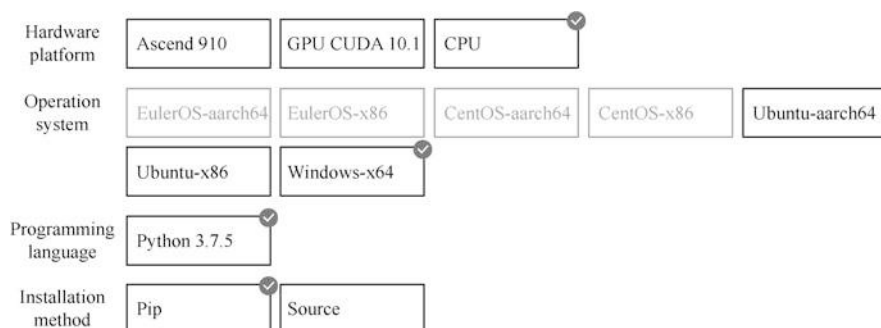 Hardware platform
Ascend 910
GPU CUDA 10.1
CPU
Operation system
EulerOS-aarch64
EulerOS-x86
CentOS-aarch64
CentOS-x86
Ubuntu-aarch64
Ubuntu-x86
Windows-x64
Programming language
Python 3.7.5
Installation method
Pip
Source